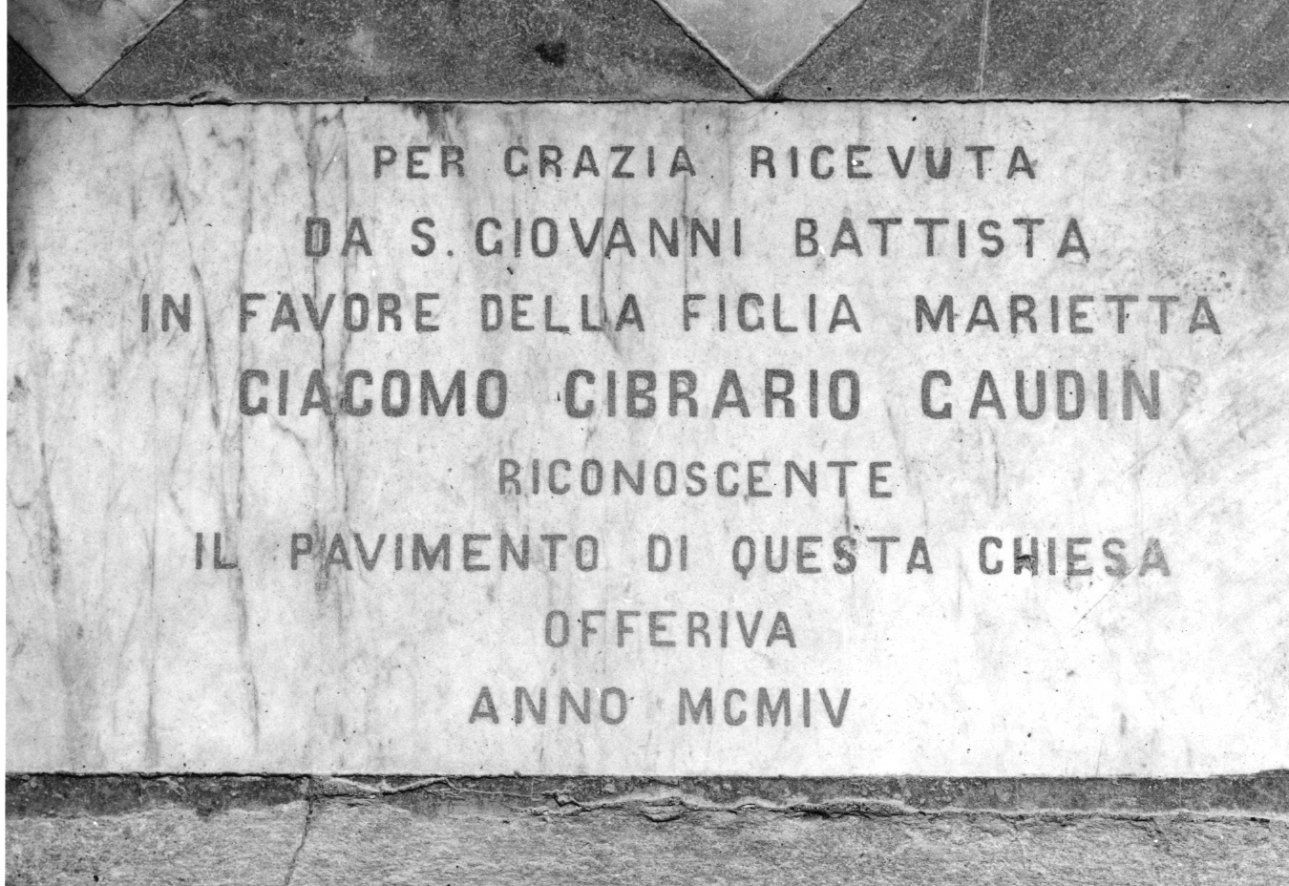 PER GRAZIA RICEVUTA
DA S. GIOVANNI BATTISTA
IN FAVORE DELLA FIGLIA MARIETTA
GIACOMO CIBRARIO GAUDIN
RICONOSCENTE
IL PAVIMENTO DI QUESTA CHIESA
OFFERIVA
ANNO MCMIV